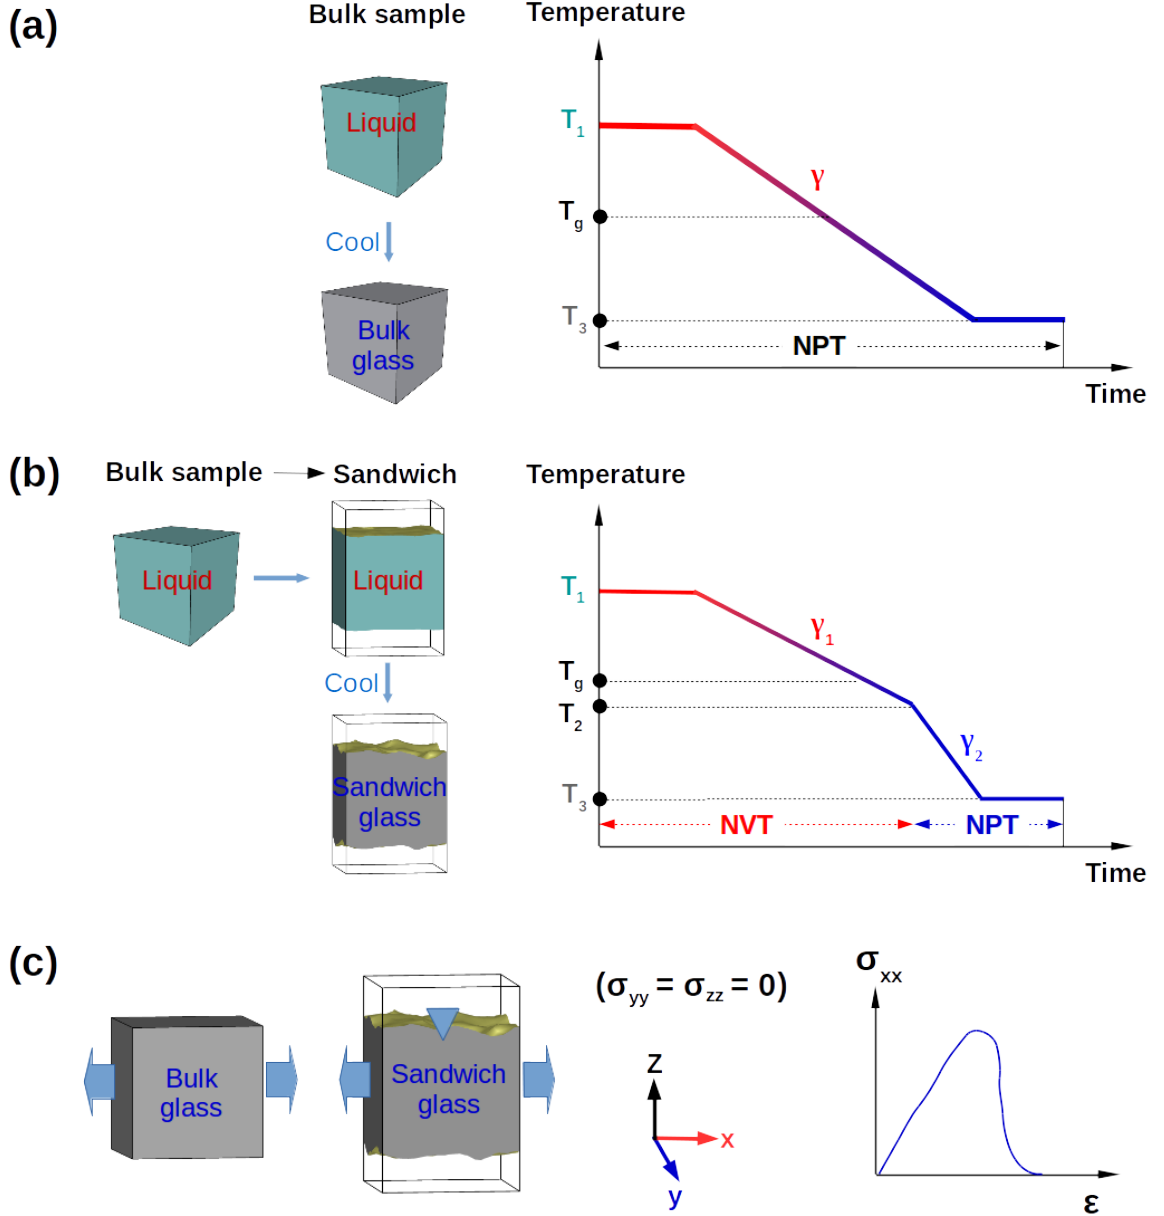 (a)
Bulk sample
Temperature
Liquid
Cool
Bulk
glass
T1
γ
Tg
T3
NPT
Time
(b)
Bulk sample
Sandwich
Temperature
Liquid
Liquid
Cool
Sandwich
glass
T1
γ1
Tg
T2
γ2
T3
NVT
NPT
Time
(c)
Bulk
glass
Sandwich
glass
(σyy = σzz = 0)
z
x
y
σxx
ε